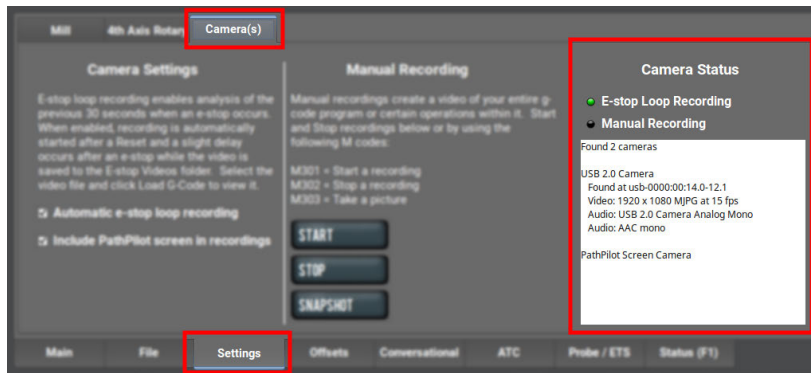 Mill
4th Axis Rotary
Camera(s)
Camera Settings
E-stop loop recording enables analysis of the
previous 30 seconds when an e-stop occurs.
When enabled, recording is automatically
started after a Reset and a slight delay
occurs after an e-stop while the video is
saved to the E-stop Videos folder. Select the
video file and click Load G-Code to view it.
Automatic e-stop loop recording
Include PathPilot screen in recordings
Manual Recording
Manual recordings create a video of your entire g-
code program or certain operations within it. Start
and Stop recordings below or by using the
following M codes:
M301 = Start a recording
M302 = Stop a recording
M303 = Take a picture
START
STOP
SNAPSHOT
Camera Status
E-stop Loop Recording
Manual Recording
Found 2 cameras
USB 2.0 Camera
Found at usb-0000:00:14.0-12.1
Video: 1920 x 1080 MJPG at 15 fps
Audio: USB 2.0 Camera Analog Mono
Audio: AAC mono
PathPilot Screen Camera
Main
File
Settings
Offsets
Conversational
ATC
Probe / ETS
Status (F1)